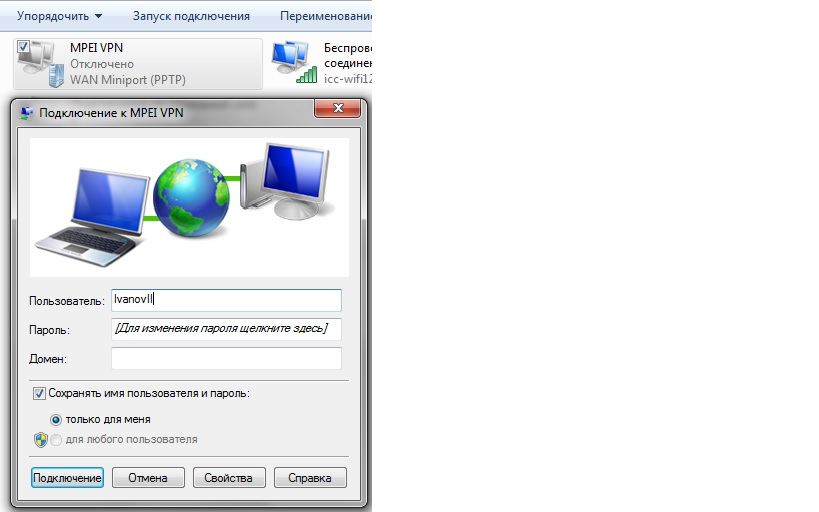 Упорядочить Запуск подключения Переименовани
MPEI VPN
Отключено
WAN Miniport (PPTP)
Беспрово
соединен
icc-wifi12
Подключение к MPEI VPN
Пользователь: IvanovII
Пароль: [Для изменения пароля щелкните здесь]
Домен:
Сохранять имя пользователя и пароль:
только для меня
для любого пользователя
Подключение Отмена Свойства Справка